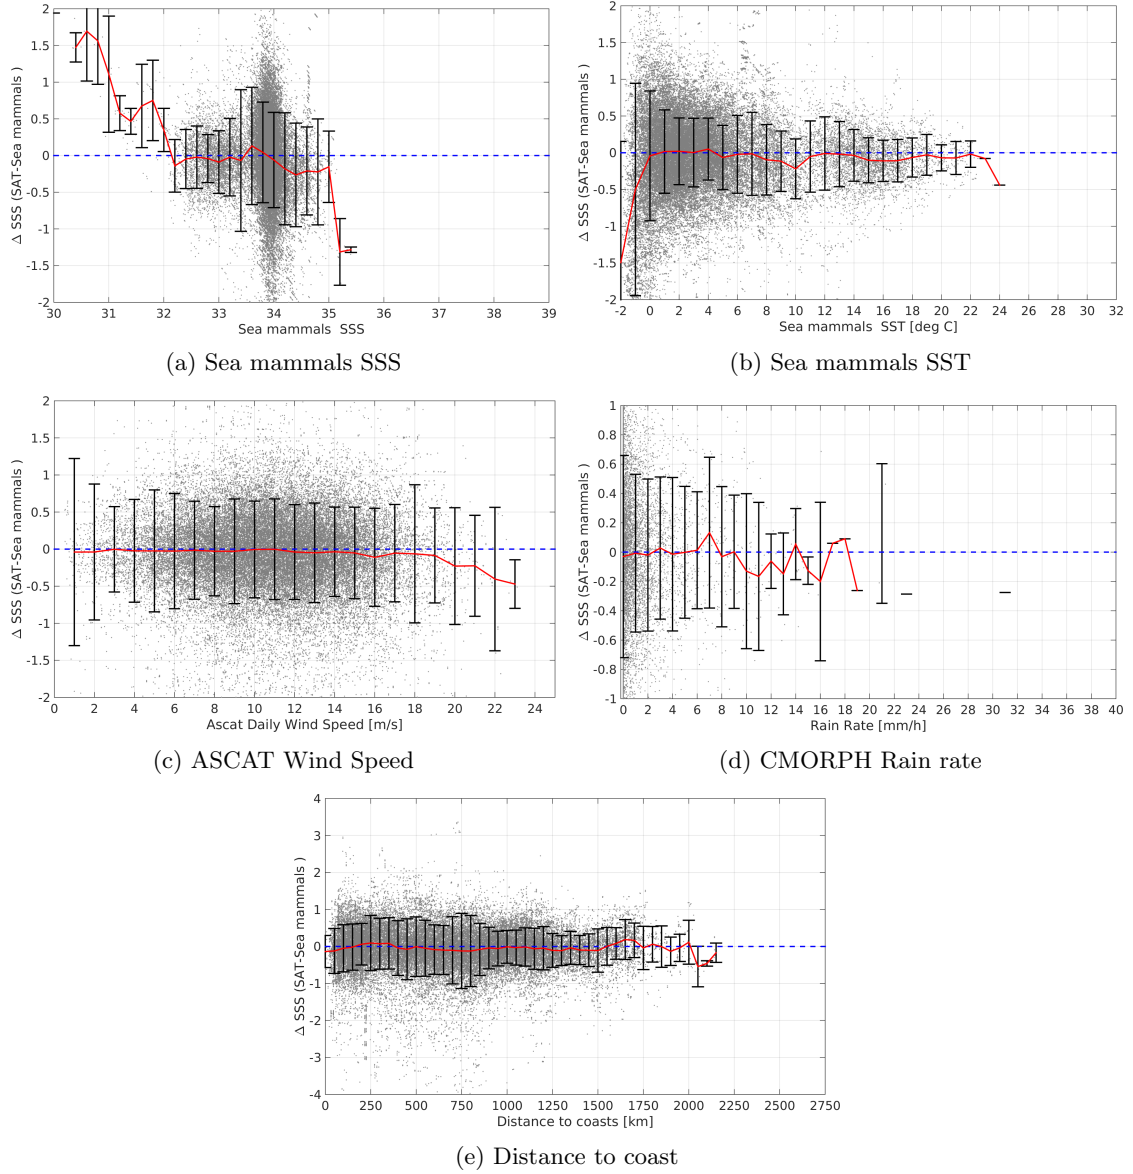 2
1.5
1
0.5
0
-0.5
-1
-1.5
-2
30 31 32 33 34 35 36 37 38 39
Δ SSS (SAT-Sea mammals )
Sea mammals SSS
(a) Sea mammals SSS
2
1.5
1
0.5
0
-0.5
-1
-1.5
-2
-2 0 2 4 6 8 10 12 14 16 18 20 22 24 26 28 30 32
Δ SSS (SAT-Sea mammals )
Sea mammals SST [deg C]
(b) Sea mammals SST
2
1.5
1
0.5
0
-0.5
-1
-1.5
-2
0 2 4 6 8 10 12 14 16 18 20 22 24
Δ SSS (SAT-Sea mammals )
Ascat Daily Wind Speed [m/s]
(c) ASCAT Wind Speed
1
0.8
0.6
0.4
0.2
0
-0.2
-0.4
-0.6
-0.8
-1
0 2 4 6 8 10 12 14 16 18 20 22 24 26 28 30 32 34 36 38 40
Δ SSS (SAT-Sea mammals )
Rain Rate [mm/h]
(d) CMORPH Rain rate
4
3
2
1
0
-1
-2
-3
-4
0 250 500 750 1000 1250 1500 1750 2000 2250 2500 2750
Δ SSS (SAT-Sea mammals )
Distance to coasts [km]
(e) Distance to coast